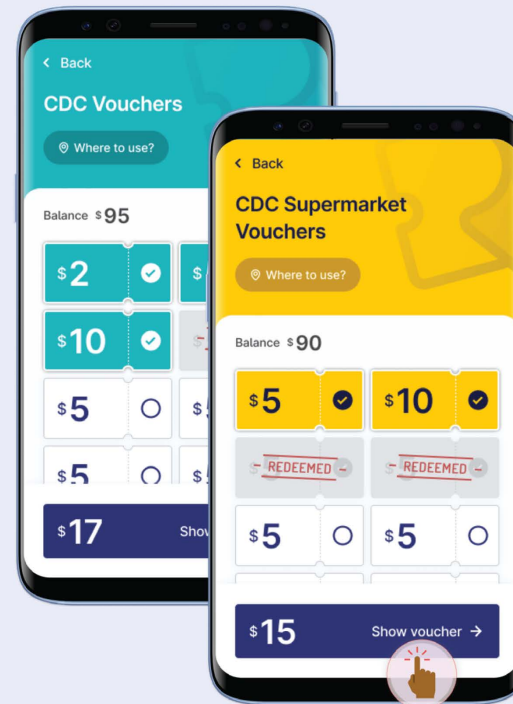 Back
CDC Vouchers
Where to use?
Balance $95
$2
$
$10
$5
$
$5
$
$17
Back
CDC Supermarket
Vouchers
Where to use?
Balance $90
$5 $10
REDEEMED REDEEMED
$5 $5
$15 Show voucher →